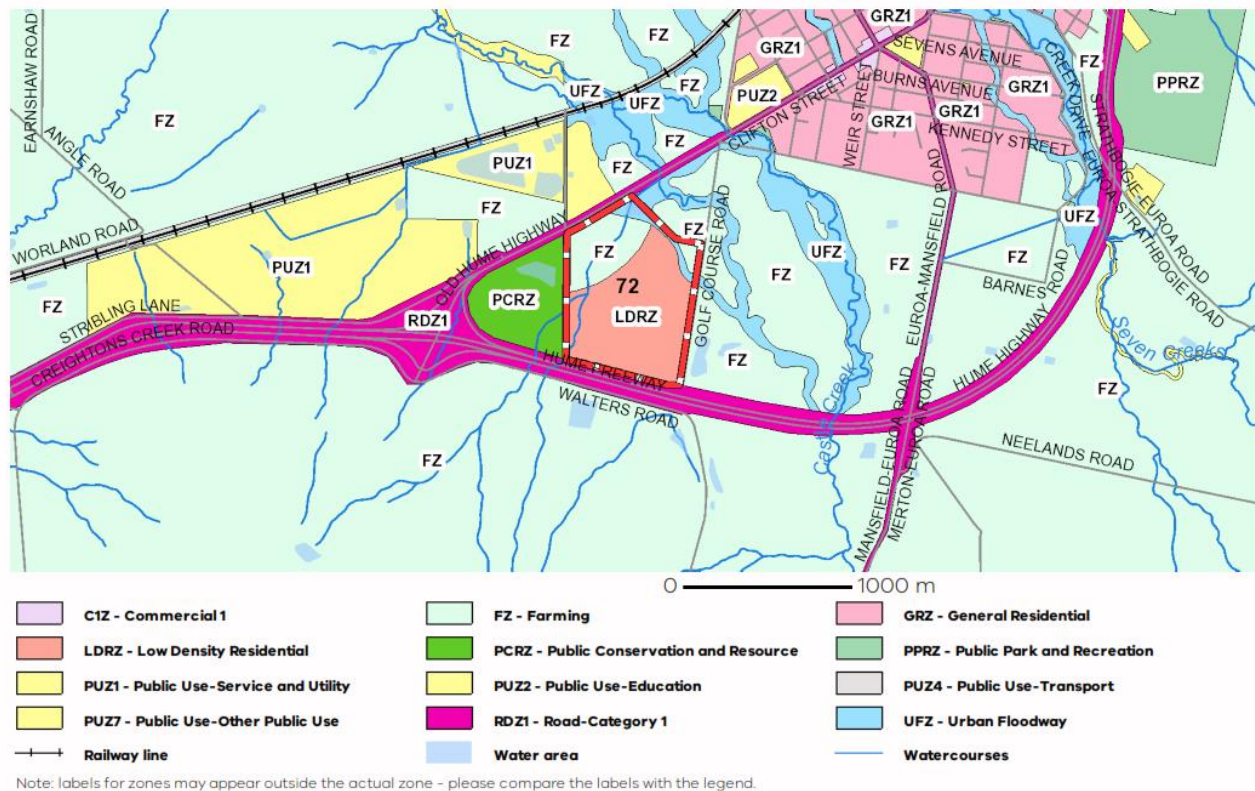 GRZ1
FZ
FZ
GRZ1
SEVENS AVENUE
FZ
EARNSHAW ROAD
UFZ
UFZ
FZ
PUZ2
BURNS AVENUE
GRZ1
CREEK DRIVE
PPRZ
FZ
ANGLE ROAD
CLIFTON STREET
WEIR STREET
GRZ1
GRZ1
KENNEDY STREET
STRATHBOGIE-EUROA ROAD
EUROA STRATHBOGIE ROAD
PUZ1
FZ
FZ
FZ
WORLAND ROAD
OLD HUME HIGHWAY
FZ
FZ
GOLF COURSE ROAD
UFZ
FZ
EUROA-MANSFIELD ROAD
UFZ
FZ
PUZ1
FZ
72
BARNES ROAD
FZ
STRIBLING LANE
RDZ1
PCRZ
LDRZ
HUME HIGHWAY
Seven Creeks
CREIGHTONS CREEK ROAD
HUME FREEWAY
FZ
WALTERS ROAD
FZ
Castle Creek
FZ
MANSFIELD-EUROA ROAD
MERTON-EUROA ROAD
NEELANDS ROAD
0 1000 m
C1Z - Commercial 1
FZ - Farming
GRZ - General Residential
LDRZ - Low Density Residential
PCRZ - Public Conservation and Resource
PPRZ - Public Park and Recreation
PUZ1 - Public Use-Service and Utility
PUZ2 - Public Use-Education
PUZ4 - Public Use-Transport
PUZ7 - Public Use-Other Public Use
RDZ1 - Road-Category 1
UFZ - Urban Floodway
Railway line
Water area
Watercourses
Note: labels for zones may appear outside the actual zone - please compare the labels with the legend.